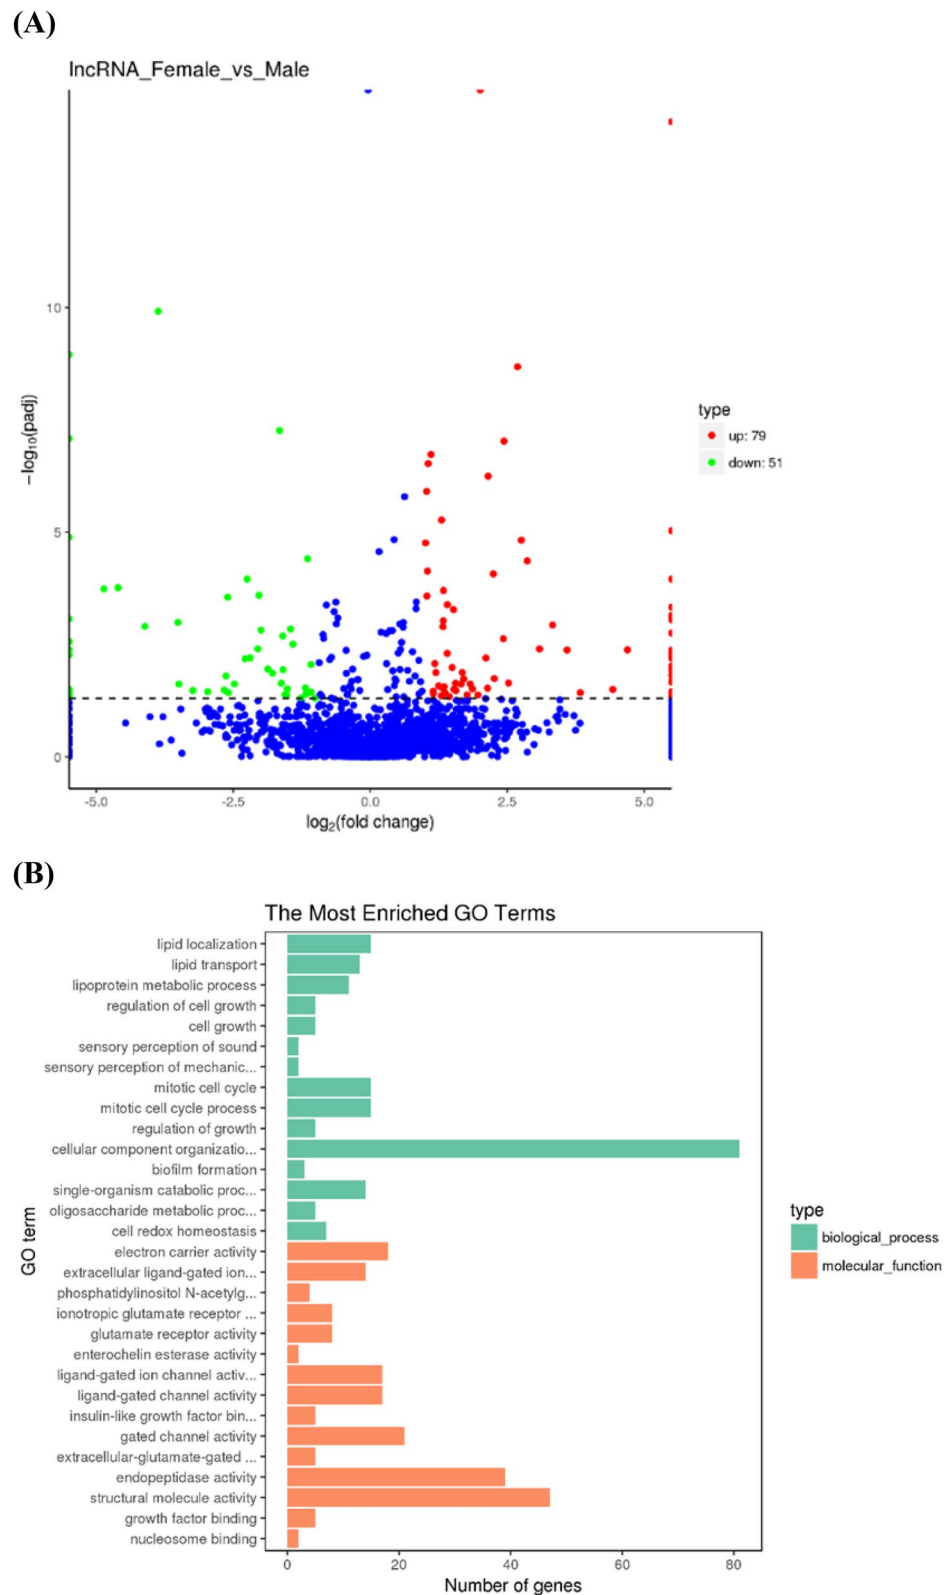 (A)
lncRNA_Female_vs_Male
10
5
0
−log10(padj)
-5.0 -2.5 0.0 2.5 5.0
log2(fold change)
type
up: 79
down: 51
(B)
The Most Enriched GO Terms
lipid localization
lipid transport
lipoprotein metabolic process
regulation of cell growth
cell growth
sensory perception of sound
sensory perception of mechanic...
mitotic cell cycle
mitotic cell cycle process
regulation of growth
cellular component organizatio...
biofilm formation
single-organism catabolic proc...
oligosaccharide metabolic proc...
cell redox homeostasis
electron carrier activity
extracellular ligand-gated ion...
phosphatidylinositol N-acetylg...
ionotropic glutamate receptor ...
glutamate receptor activity
enterochelin esterase activity
ligand-gated ion channel activ...
ligand-gated channel activity
insulin-like growth factor bin...
gated channel activity
extracellular-glutamate-gated ...
endopeptidase activity
structural molecule activity
growth factor binding
nucleosome binding
GO term
0 20 40 60 80
Number of genes
type
biological_process
molecular_function